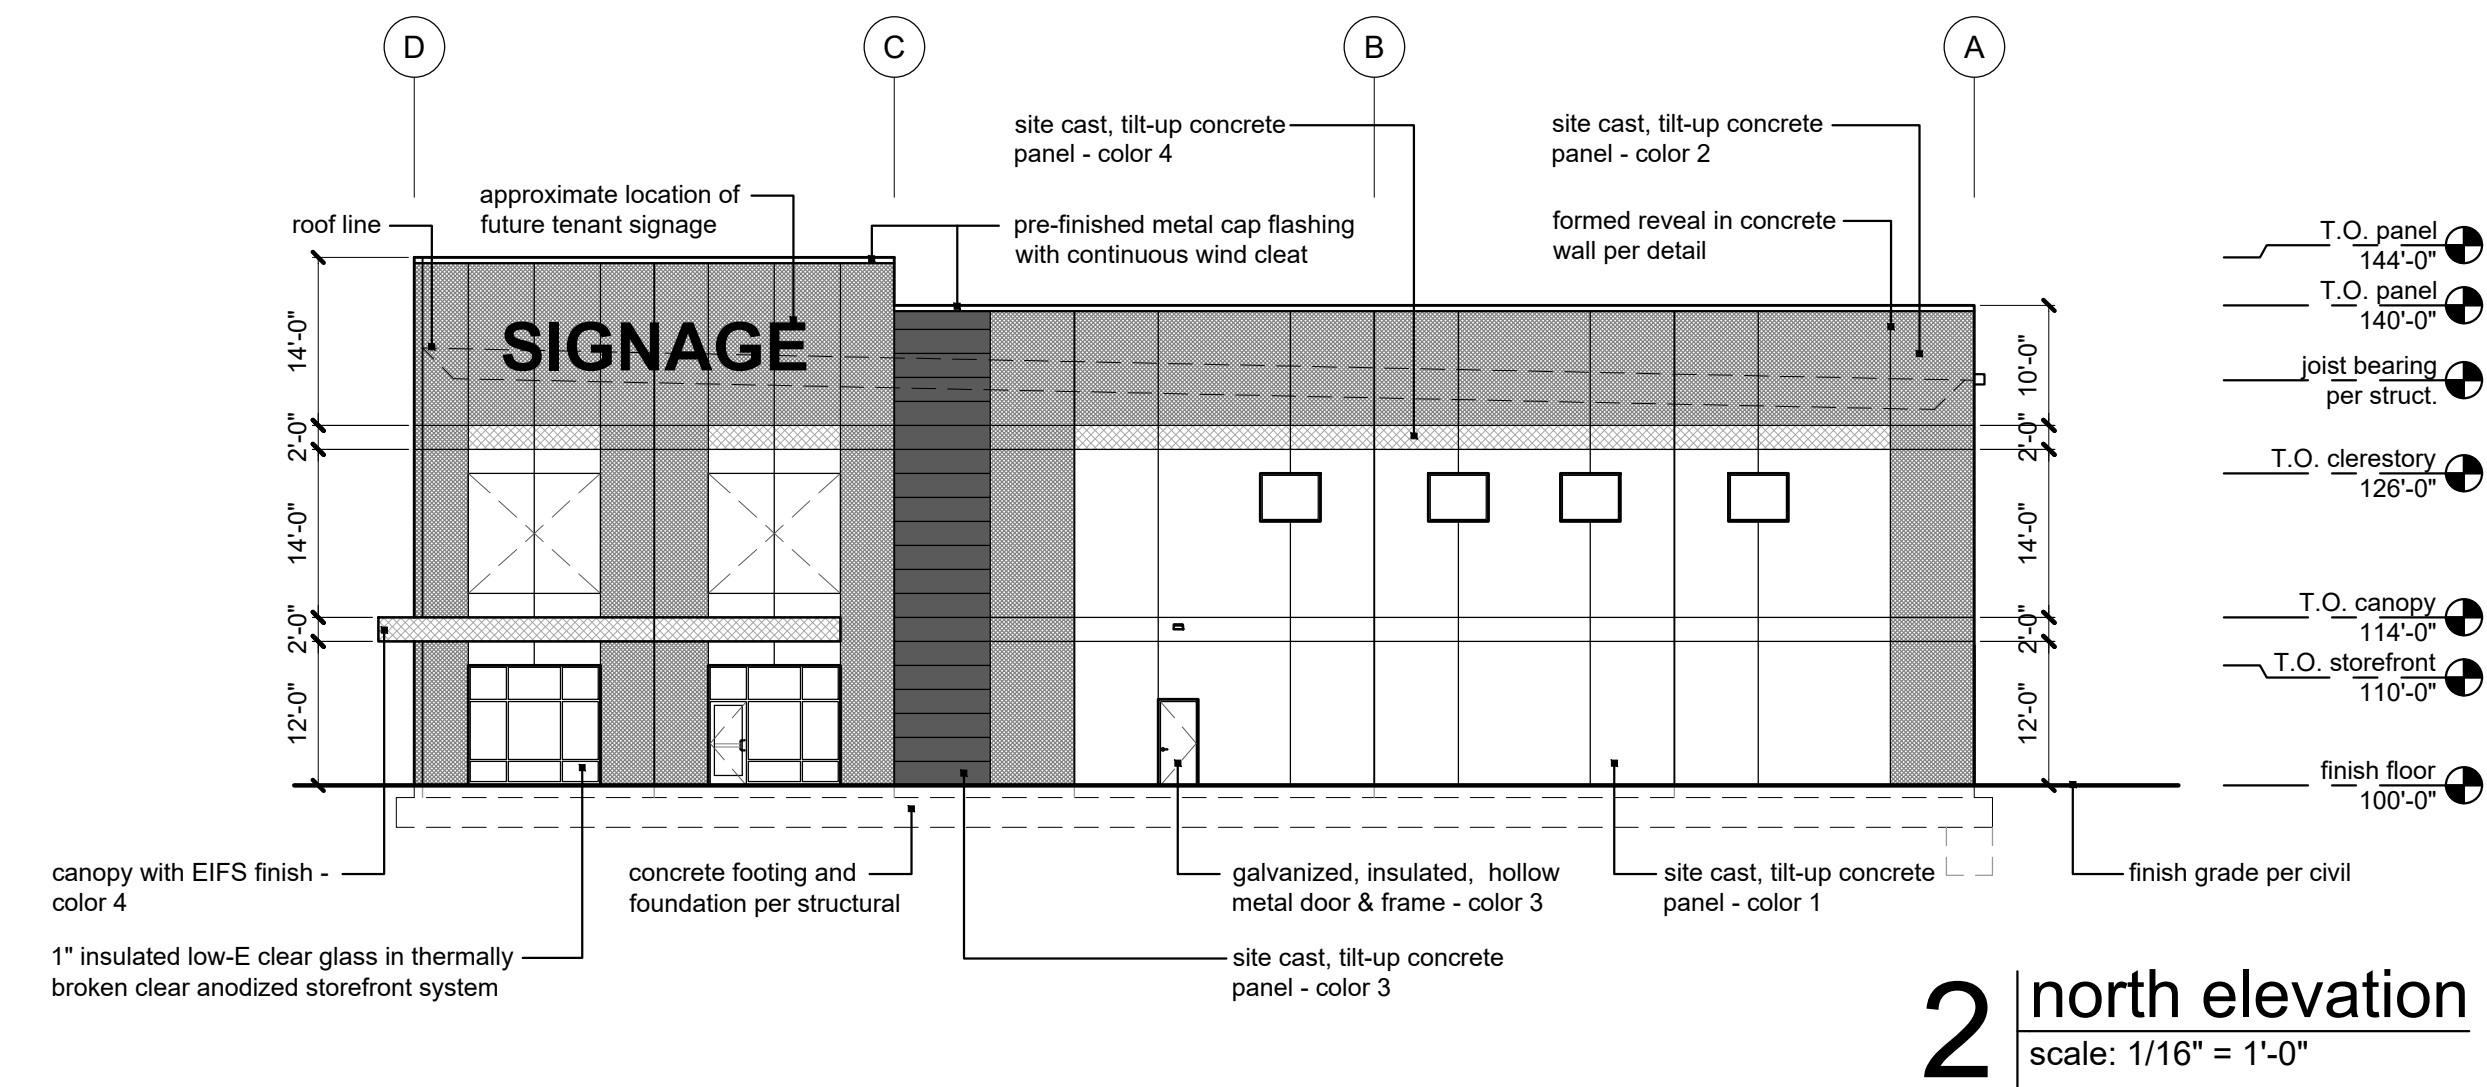 D
C
B
A
site cast, tilt-up concrete
panel - color 4
site cast, tilt-up concrete
panel - color 2
approximate location of
future tenant signage
roof line
pre-finished metal cap flashing
with continuous wind cleat
formed reveal in concrete
wall per detail
T.O. panel
144'-0"
T.O. panel
140'-0"
joist bearing
per struct.
T.O. clerestory
126'-0"
T.O. canopy
114'-0"
T.O. storefront
110'-0"
finish floor
100'-0"
SIGNAGE
14'-0"
2'-0"
14'-0"
2'-0"
12'-0"
10'-0"
2'-0"
14'-0"
2'-0"
12'-0"
canopy with EIFS finish -
color 4
1" insulated low-E clear glass in thermally
broken clear anodized storefront system
concrete footing and
foundation per structural
galvanized, insulated,  hollow
metal door & frame - color 3
site cast, tilt-up concrete
panel - color 3
site cast, tilt-up concrete
panel - color 1
finish grade per civil
2
north elevation
scale: 1/16" = 1'-0"